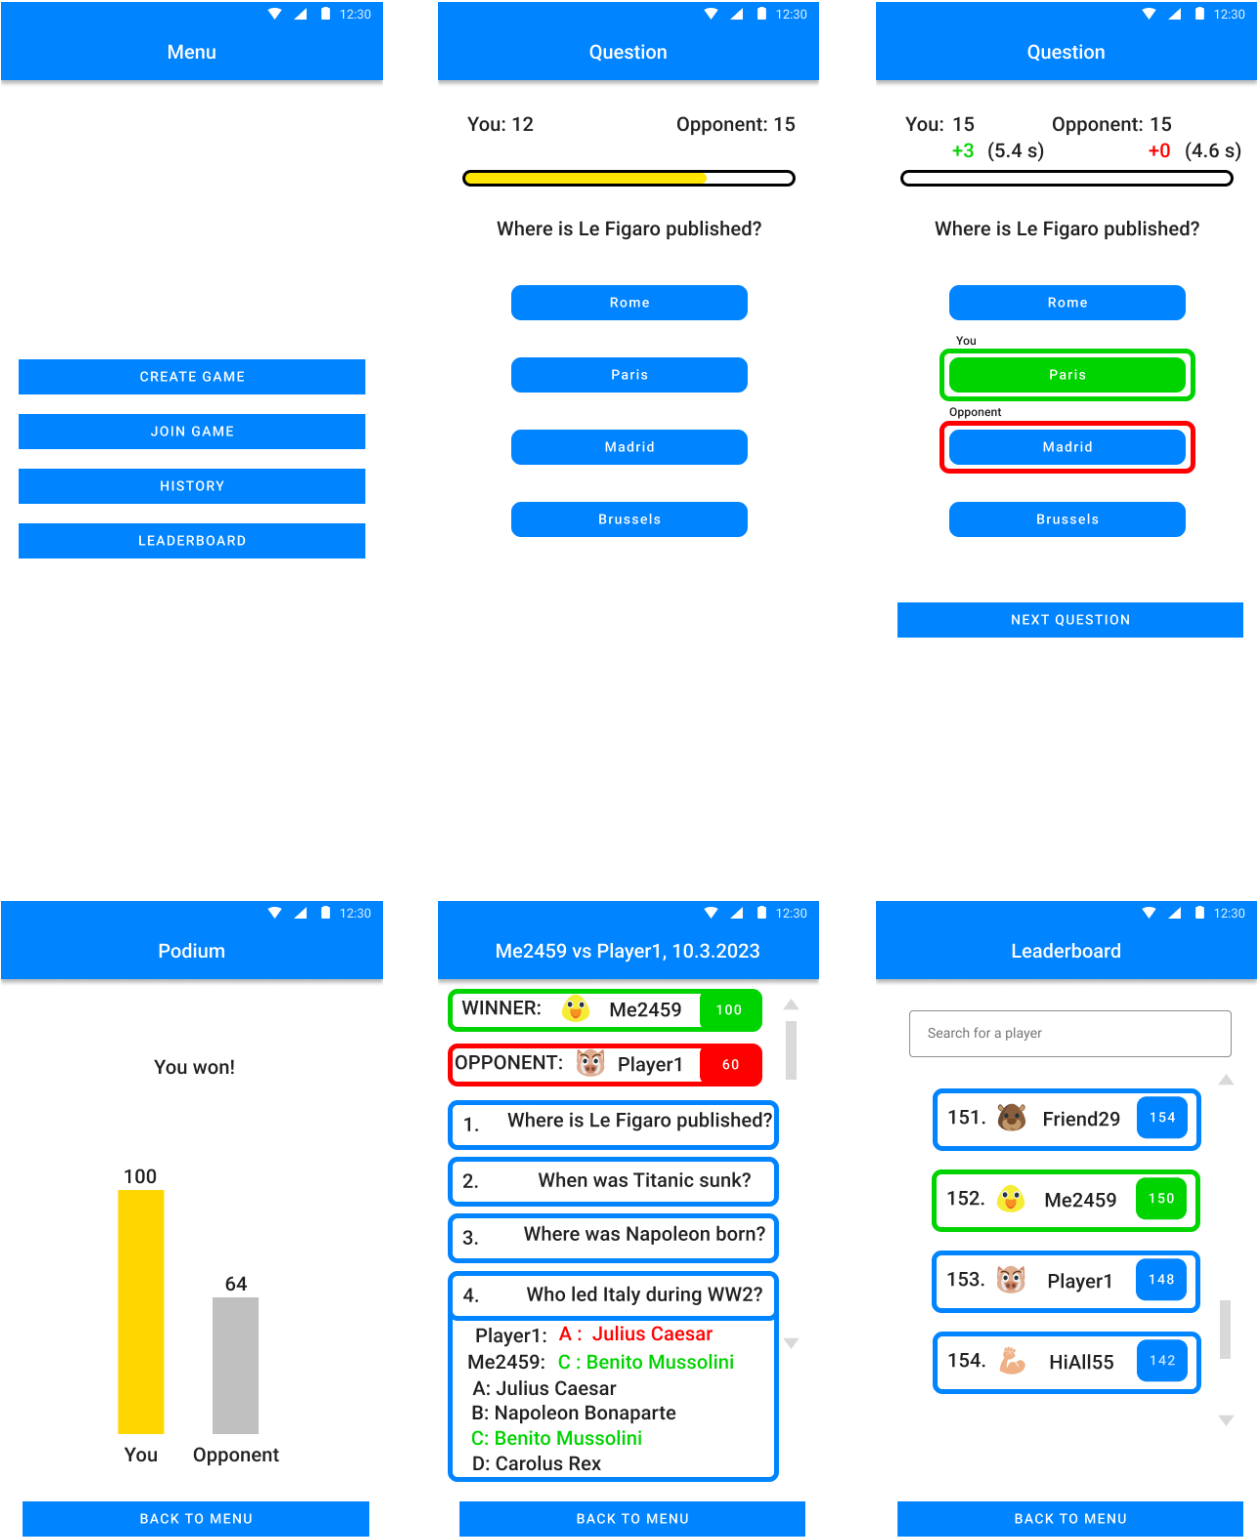 12:30
Menu
CREATE GAME
JOIN GAME
HISTORY
LEADERBOARD
12:30
Question
You: 12 Opponent: 15
Where is Le Figaro published?
Rome
Paris
Madrid
Brussels
12:30
Question
You: 15 Opponent: 15
+3 (5.4 s) +0 (4.6 s)
Where is Le Figaro published?
Rome
You
Paris
Opponent
Madrid
Brussels
NEXT QUESTION
12:30
Podium
You won!
100
64
You Opponent
BACK TO MENU
12:30
Me2459 vs Player1, 10.3.2023
WINNER: Me2459 100
OPPONENT: Player1 60
1. Where is Le Figaro published?
2. When was Titanic sunk?
3. Where was Napoleon born?
4. Who led Italy during WW2?
Player1: A : Julius Caesar
Me2459: C : Benito Mussolini
A: Julius Caesar
B: Napoleon Bonaparte
C: Benito Mussolini
D: Carolus Rex
BACK TO MENU
12:30
Leaderboard
Search for a player
151. Friend29 154
152. Me2459 150
153. Player1 148
154. HiAll55 142
BACK TO MENU